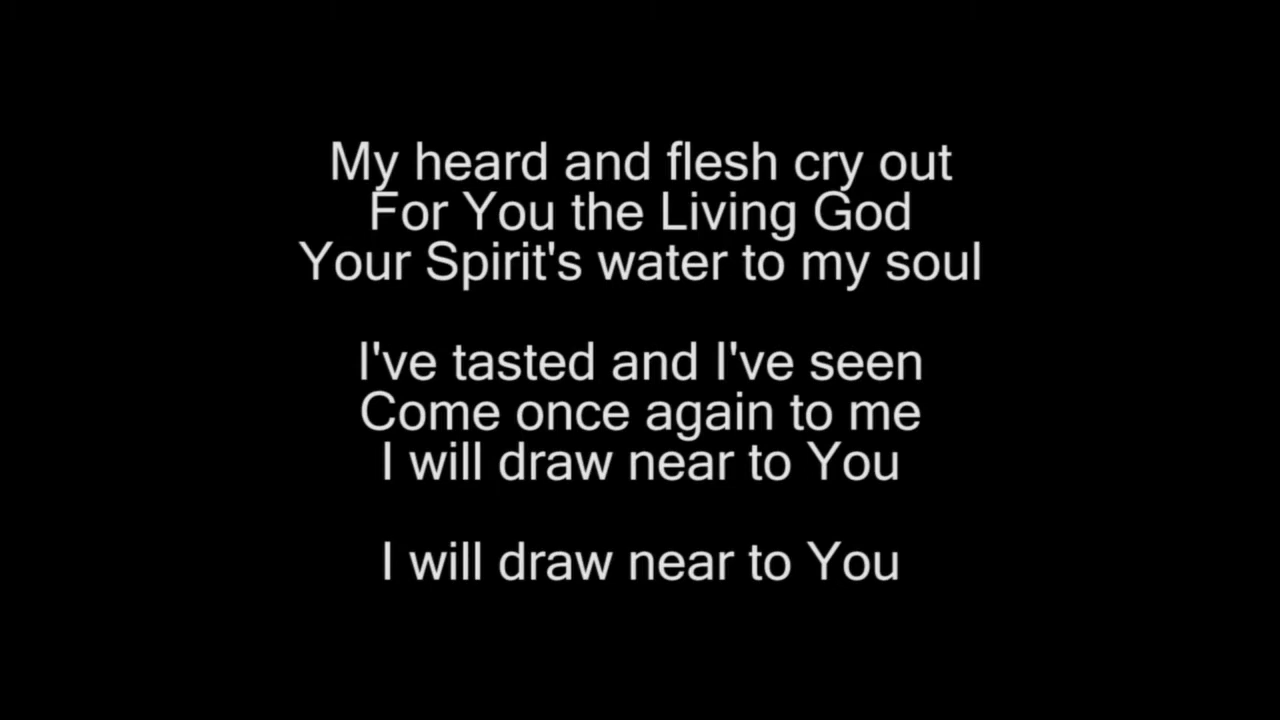 My heard and flesh cry out
For You the Living God
Your Spirit's water to my soul
I've tasted and I've seen
Come once again to me
I will draw near to You
I will draw near to You